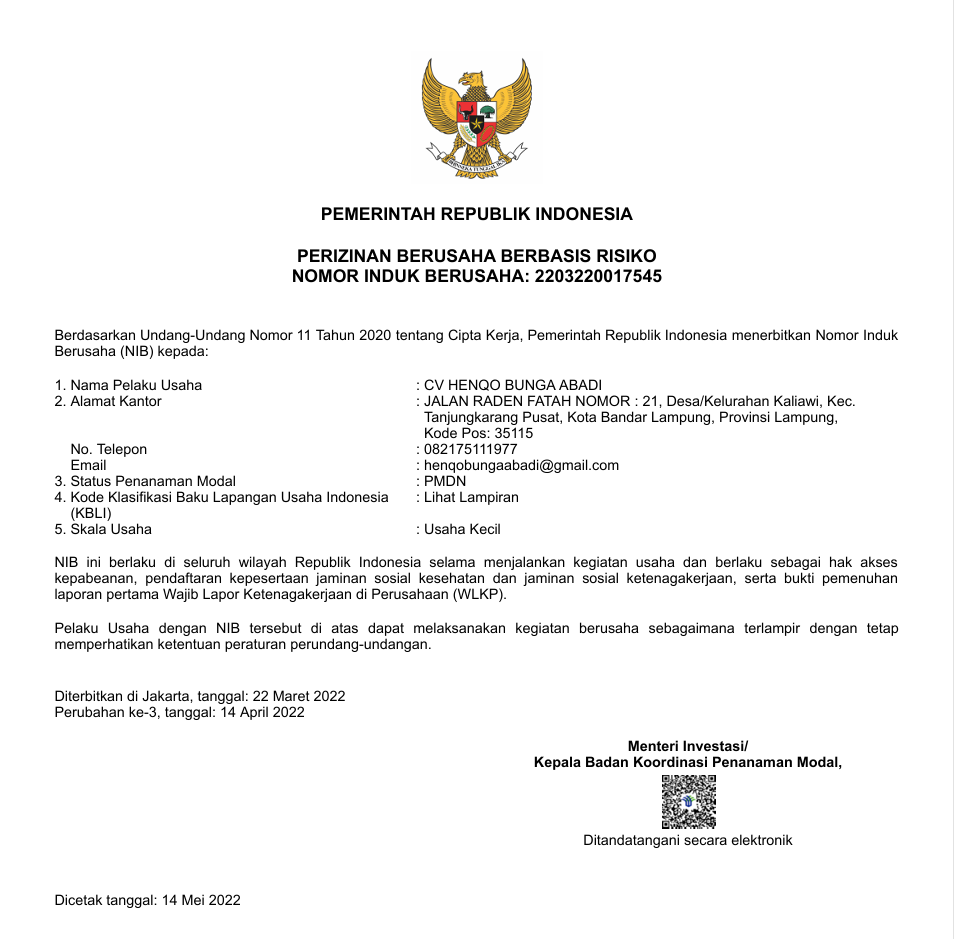 PEMERINTAH REPUBLIK INDONESIA
PERIZINAN BERUSAHA BERBASIS RISIKO
NOMOR INDUK BERUSAHA: 2203220017545
Berdasarkan Undang-Undang Nomor 11 Tahun 2020 tentang Cipta Kerja, Pemerintah Republik Indonesia menerbitkan Nomor Induk
Berusaha (NIB) kepada:
1. Nama Pelaku Usaha : CV HENQO BUNGA ABADI
2. Alamat Kantor : JALAN RADEN FATAH NOMOR : 21, Desa/Kelurahan Kaliawi, Kec.
Tanjungkarang Pusat, Kota Bandar Lampung, Provinsi Lampung,
Kode Pos: 35115
No. Telepon : 082175111977
Email : henqobungaabadi@gmail.com
3. Status Penanaman Modal : PMDN
4. Kode Klasifikasi Baku Lapangan Usaha Indonesia : Lihat Lampiran
(KBLI)
5. Skala Usaha : Usaha Kecil
NIB ini berlaku di seluruh wilayah Republik Indonesia selama menjalankan kegiatan usaha dan berlaku sebagai hak akses
kepabeanan, pendaftaran kepesertaan jaminan sosial kesehatan dan jaminan sosial ketenagakerjaan, serta bukti pemenuhan
laporan pertama Wajib Lapor Ketenagakerjaan di Perusahaan (WLKP).
Pelaku Usaha dengan NIB tersebut di atas dapat melaksanakan kegiatan berusaha sebagaimana terlampir dengan tetap
memperhatikan ketentuan peraturan perundang-undangan.
Diterbitkan di Jakarta, tanggal: 22 Maret 2022
Perubahan ke-3, tanggal: 14 April 2022
Menteri Investasi/
Kepala Badan Koordinasi Penanaman Modal,
Ditandatangani secara elektronik
Dicetak tanggal: 14 Mei 2022